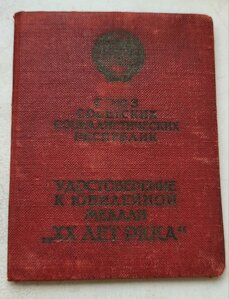 СОЮЗ
СОВЕТСКИХ
СОЦИАЛИСТИЧЕСКИХ
РЕСПУБЛИК
УДОСТОВЕРЕНИЕ
К ЮБИЛЕЙНОЙ
МЕДАЛИ
„XX ЛЕТ РККА“